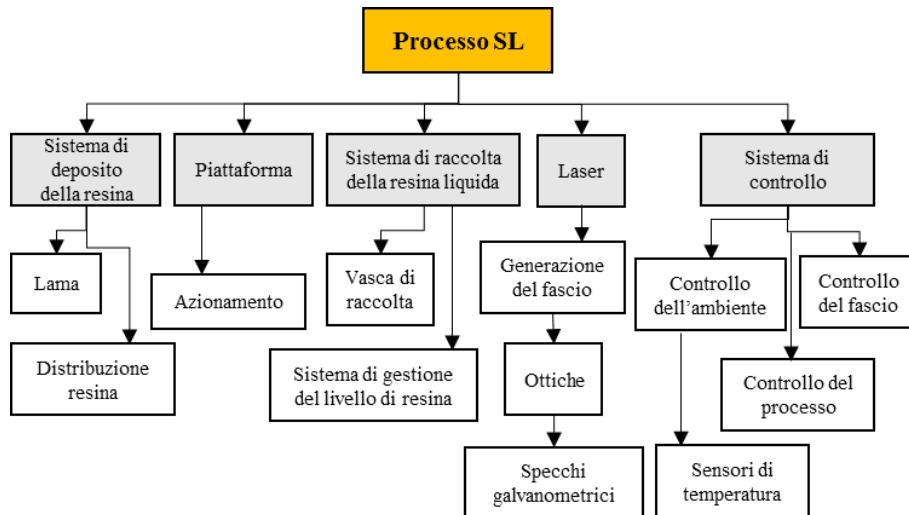 Processo SL
Sistema di
deposito
della resina
Piattaforma
Sistema di raccolta
della resina liquida
Laser
Sistema di
controllo
Lama
Azionamento
Vasca di
raccolta
Generazione
del fascio
Controllo
dell’ambiente
Controllo
del fascio
Distribuzione
resina
Sistema di gestione
del livello di resina
Ottiche
Controllo del
processo
Specchi
galvanometrici
Sensori di
temperatura